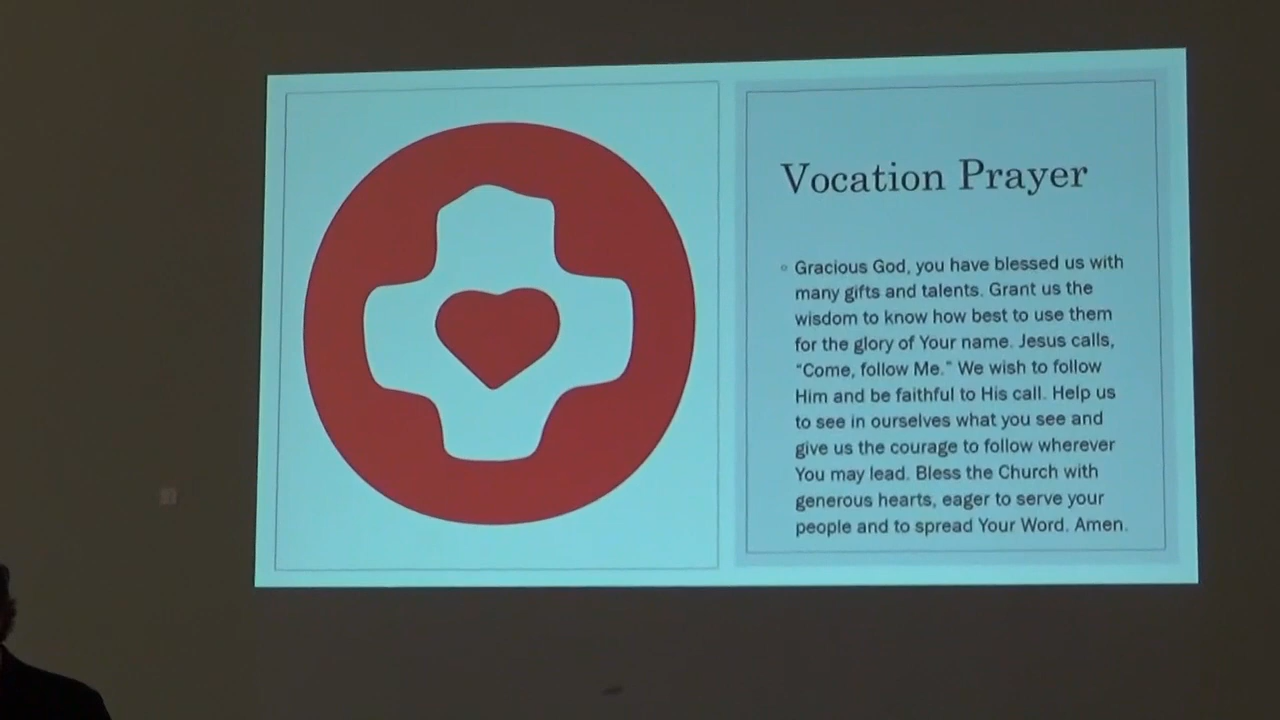 Vocation Prayer
Gracious God, you have blessed us with
many gifts and talents. Grant us the
wisdom to know how best to use them
for the glory of Your name. Jesus calls,
“Come, follow Me.” We wish to follow
Him and be faithful to His call. Help us
to see in ourselves what you see and
give us the courage to follow wherever
You may lead. Bless the Church with
generous hearts, eager to serve your
people and to spread Your Word. Amen.